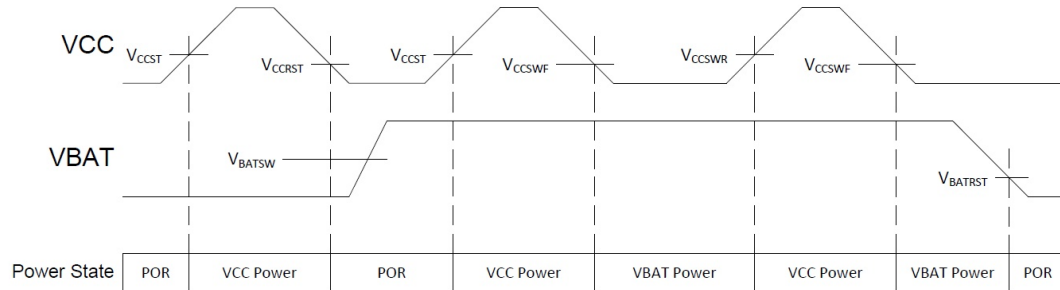 VCC
VCCST
VCCRST
VCCST
VCCSWF
VCCSWR
VCCSWF
VBAT
VBATSW
VBATRST
Power State
POR
VCC Power
POR
VCC Power
VBAT Power
VCC Power
VBAT Power
POR